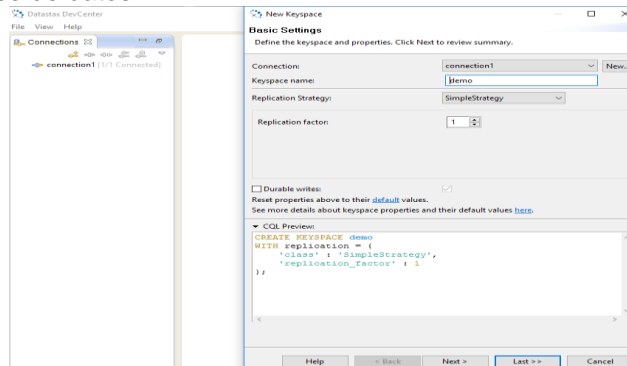 Datastax DevCenter
File View Help
Connections
connection1 [1/1 Connected]
New Keyspace
Basic Settings
Define the keyspace and properties. Click Next to review summary.
Connection:
connection1
New..
Keyspace name:
demo
Replication Strategy:
SimpleStrategy
Replication factor:
1
Durable writes:
Reset properties above to their default values.
See more details about keyspace properties and their default values here.
CQL Preview:
CREATE KEYSPACE demo
WITH replication = {
'class' : 'SimpleStrategy',
'replication_factor' : 1
};
Help
< Back
Next >
Last >>
Cancel